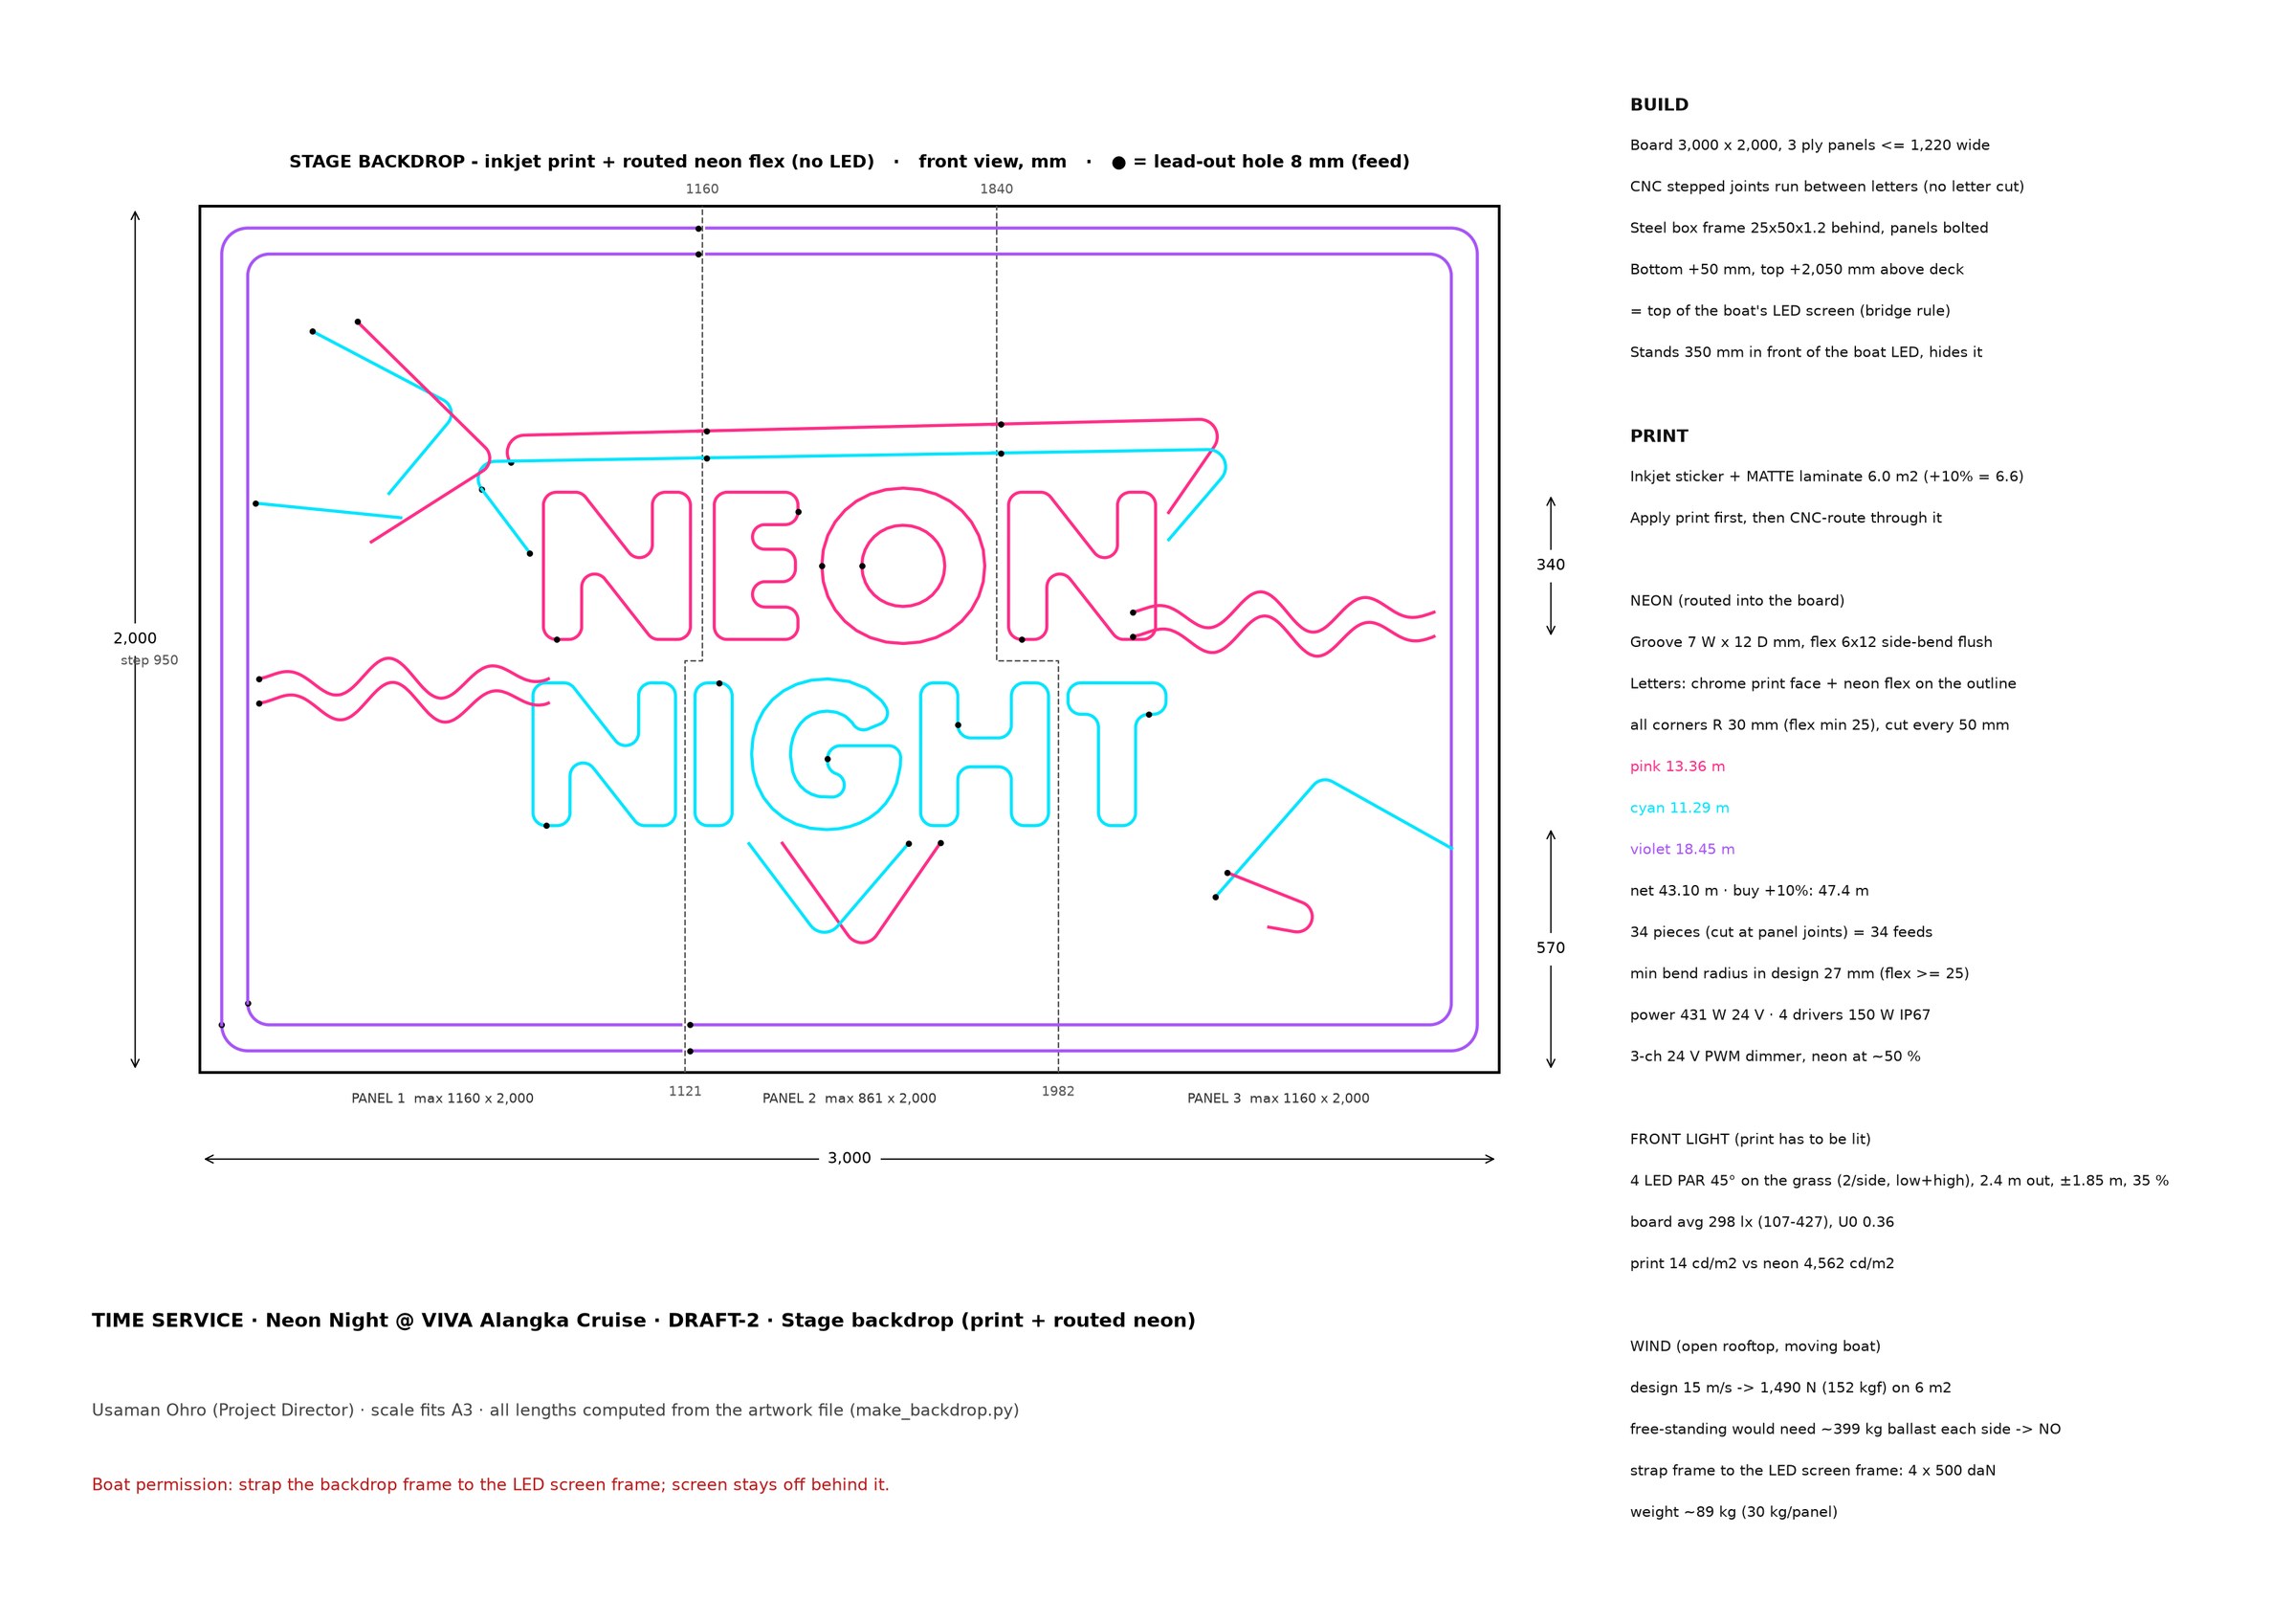 STAGE BACKDROP - inkjet print + routed neon flex (no LED)   ·   front view, mm   ·   ● = lead-out hole 8 mm (feed)
1160
1840
2,000
step 950
340
570
1121
1982
PANEL 1  max 1160 x 2,000
PANEL 2  max 861 x 2,000
PANEL 3  max 1160 x 2,000
3,000
NEON
NIGHT
BUILD
Board 3,000 x 2,000, 3 ply panels <= 1,220 wide
CNC stepped joints run between letters (no letter cut)
Steel box frame 25x50x1.2 behind, panels bolted
Bottom +50 mm, top +2,050 mm above deck
= top of the boat's LED screen (bridge rule)
Stands 350 mm in front of the boat LED, hides it
PRINT
Inkjet sticker + MATTE laminate 6.0 m2 (+10% = 6.6)
Apply print first, then CNC-route through it
NEON (routed into the board)
Groove 7 W x 12 D mm, flex 6x12 side-bend flush
Letters: chrome print face + neon flex on the outline
all corners R 30 mm (flex min 25), cut every 50 mm
pink 13.36 m
cyan 11.29 m
violet 18.45 m
net 43.10 m · buy +10%: 47.4 m
34 pieces (cut at panel joints) = 34 feeds
min bend radius in design 27 mm (flex >= 25)
power 431 W 24 V · 4 drivers 150 W IP67
3-ch 24 V PWM dimmer, neon at ~50 %
FRONT LIGHT (print has to be lit)
4 LED PAR 45° on the grass (2/side, low+high), 2.4 m out, ±1.85 m, 35 %
board avg 298 lx (107-427), U0 0.36
print 14 cd/m2 vs neon 4,562 cd/m2
WIND (open rooftop, moving boat)
design 15 m/s -> 1,490 N (152 kgf) on 6 m2
free-standing would need ~399 kg ballast each side -> NO
strap frame to the LED screen frame: 4 x 500 daN
weight ~89 kg (30 kg/panel)
TIME SERVICE · Neon Night @ VIVA Alangka Cruise · DRAFT-2 · Stage backdrop (print + routed neon)
Usaman Ohro (Project Director) · scale fits A3 · all lengths computed from the artwork file (make_backdrop.py)
Boat permission: strap the backdrop frame to the LED screen frame; screen stays off behind it.